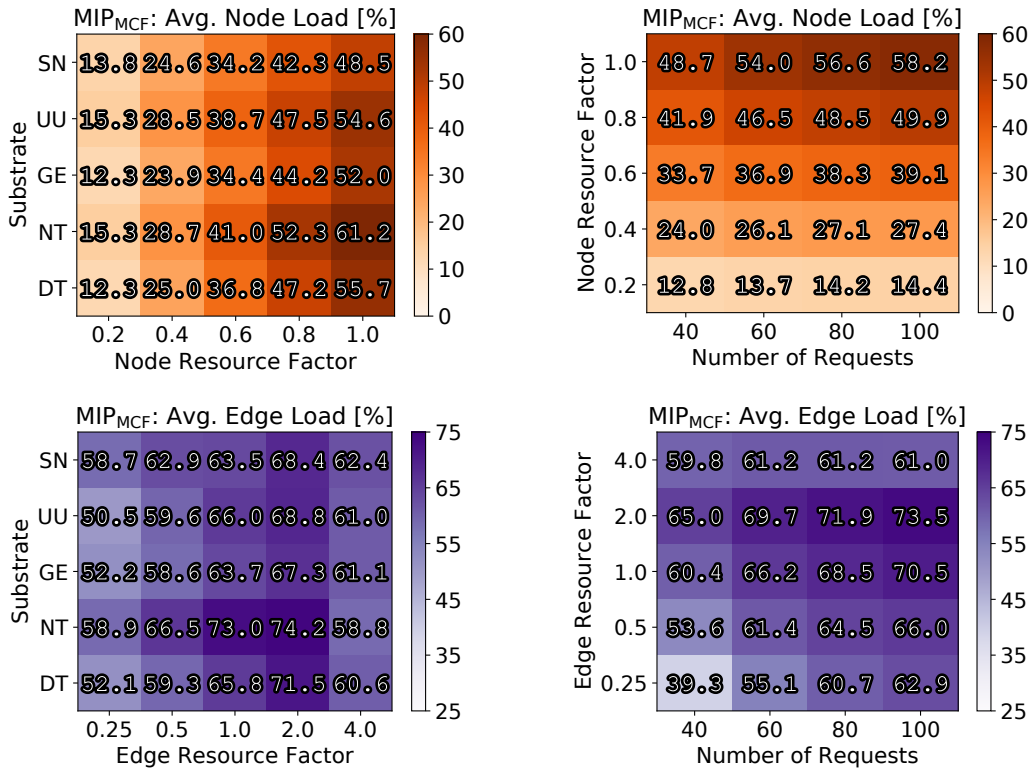 MIP_MCF: Avg. Node Load [%]
SN 13.8 24.6 34.2 42.3 48.5
UU 15.3 28.5 38.7 47.5 54.6
GE 12.3 23.9 34.4 44.2 52.0
NT 15.3 28.7 41.0 52.3 61.2
DT 12.3 25.0 36.8 47.2 55.7
0.2 0.4 0.6 0.8 1.0
Node Resource Factor
Substrate
60
50
40
30
20
10
0
MIP_MCF: Avg. Node Load [%]
1.0 48.7 54.0 56.6 58.2
0.8 41.9 46.5 48.5 49.9
0.6 33.7 36.9 38.3 39.1
0.4 24.0 26.1 27.1 27.4
0.2 12.8 13.7 14.2 14.4
40 60 80 100
Number of Requests
Node Resource Factor
60
50
40
30
20
10
0
MIP_MCF: Avg. Edge Load [%]
SN 58.7 62.9 63.5 68.4 62.4
UU 50.5 59.6 66.0 68.8 61.0
GE 52.2 58.6 63.7 67.3 61.1
NT 58.9 66.5 73.0 74.2 58.8
DT 52.1 59.3 65.8 71.5 60.6
0.25 0.5 1.0 2.0 4.0
Edge Resource Factor
Substrate
75
65
55
45
35
25
MIP_MCF: Avg. Edge Load [%]
4.0 59.8 61.2 61.2 61.0
2.0 65.0 69.7 71.9 73.5
1.0 60.4 66.2 68.5 70.5
0.5 53.6 61.4 64.5 66.0
0.25 39.3 55.1 60.7 62.9
40 60 80 100
Number of Requests
Edge Resource Factor
75
65
55
45
35
25